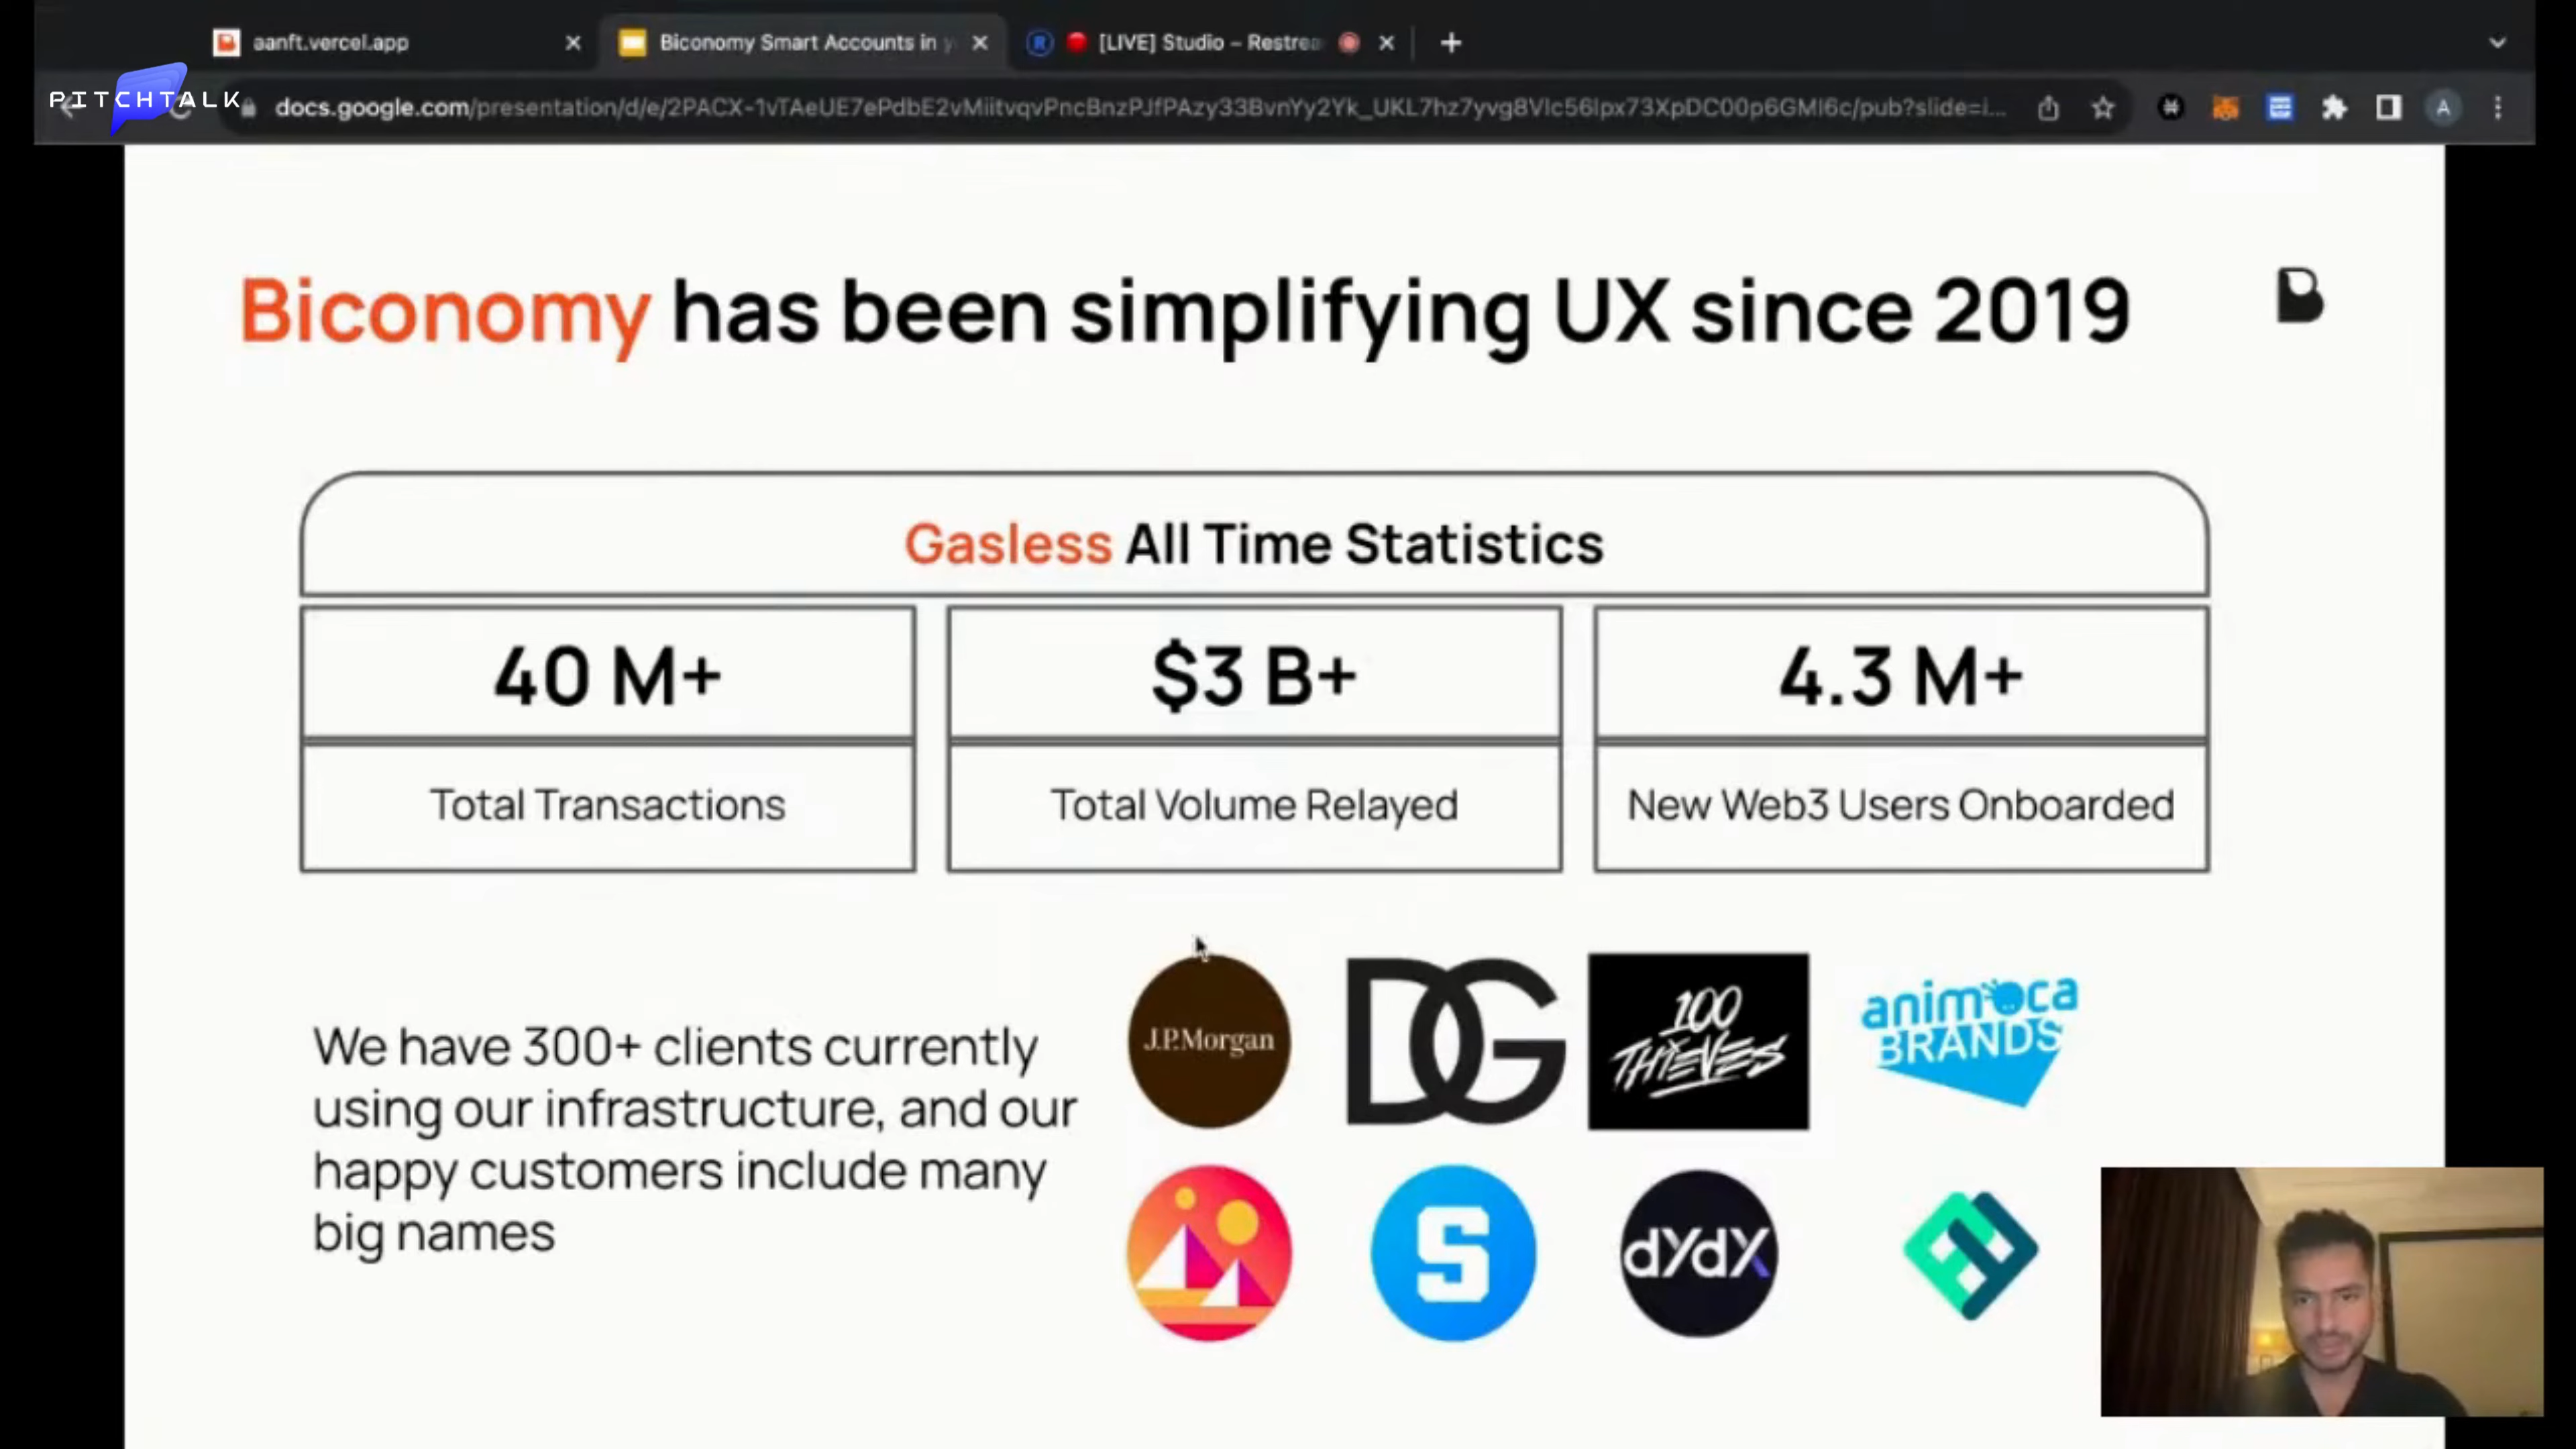 aanft.vercel.app
Biconomy Smart Accounts in y
[LIVE] Studio – Restrea
PITCHTALK
docs.google.com/presentation/d/e/2PACX-1vTAeUE7ePdbE2vMiitvqvPncBnzPJfPAzy33BvnYy2Yk_UKL7hz7yvg8Vlc56lpx73XpDC00p6GMI6c/pub?slide=i...
A
Biconomy has been simplifying UX since 2019
Gasless All Time Statistics
40 M+
$3 B+
4.3 M+
Total Transactions
Total Volume Relayed
New Web3 Users Onboarded
We have 300+ clients currently
using our infrastructure, and our
happy customers include many
big names
J.P.Morgan
DG
100 THIEVES
animoca BRANDS
S
dYdX